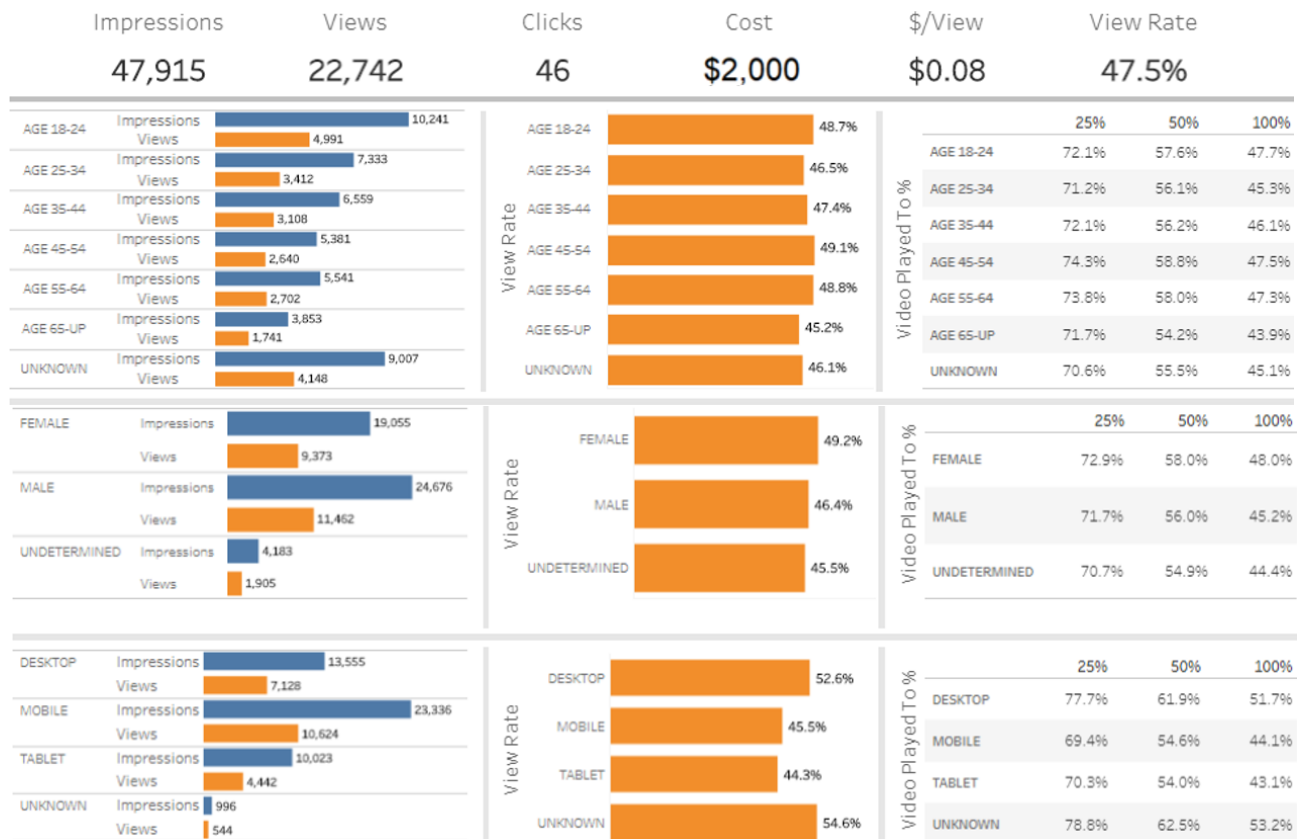 Impressions Views Clicks Cost $/View View Rate
47,915 22,742 46 $2,000 $0.08 47.5%
AGE 18-24 Impressions 10,241
Views 4,991
AGE 25-34 Impressions 7,333
Views 3,412
AGE 35-44 Impressions 6,559
Views 3,108
AGE 45-54 Impressions 5,381
Views 2,640
AGE 55-64 Impressions 5,541
Views 2,702
AGE 65-UP Impressions 3,853
Views 1,741
UNKNOWN Impressions 9,007
Views 4,148
View Rate
AGE 18-24 48.7%
AGE 25-34 46.5%
AGE 35-44 47.4%
AGE 45-54 49.1%
AGE 55-64 48.8%
AGE 65-UP 45.2%
UNKNOWN 46.1%
Video Played To %
25% 50% 100%
AGE 18-24 72.1% 57.6% 47.7%
AGE 25-34 71.2% 56.1% 45.3%
AGE 35-44 72.1% 56.2% 46.1%
AGE 45-54 74.3% 58.8% 47.5%
AGE 55-64 73.8% 58.0% 47.3%
AGE 65-UP 71.7% 54.2% 43.9%
UNKNOWN 70.6% 55.5% 45.1%
FEMALE Impressions 19,055
Views 9,373
MALE Impressions 24,676
Views 11,462
UNDETERMINED Impressions 4,183
Views 1,905
View Rate
FEMALE 49.2%
MALE 46.4%
UNDETERMINED 45.5%
Video Played To %
25% 50% 100%
FEMALE 72.9% 58.0% 48.0%
MALE 71.7% 56.0% 45.2%
UNDETERMINED 70.7% 54.9% 44.4%
DESKTOP Impressions 13,555
Views 7,128
MOBILE Impressions 23,336
Views 10,624
TABLET Impressions 10,023
Views 4,442
UNKNOWN Impressions 996
Views 544
View Rate
DESKTOP 52.6%
MOBILE 45.5%
TABLET 44.3%
UNKNOWN 54.6%
Video Played To %
25% 50% 100%
DESKTOP 77.7% 61.9% 51.7%
MOBILE 69.4% 54.6% 44.1%
TABLET 70.3% 54.0% 43.1%
UNKNOWN 78.8% 62.5% 53.2%